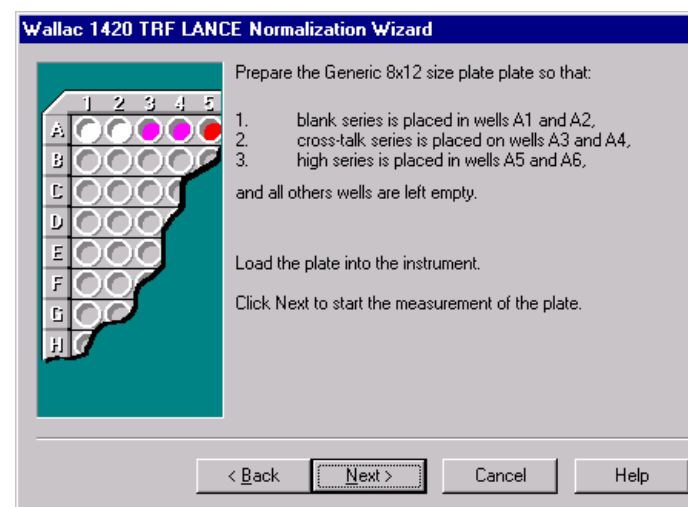 Wallac 1420 TRF LANCE Normalization Wizard
Prepare the Generic 8x12 size plate plate so that:
1. blank series is placed in wells A1 and A2,
2. cross-talk series is placed on wells A3 and A4,
3. high series is placed in wells A5 and A6,
and all others wells are left empty.
Load the plate into the instrument.
Click Next to start the measurement of the plate.
1 2 3 4 5
A
B
C
D
E
F
G
H
< Back Next > Cancel Help